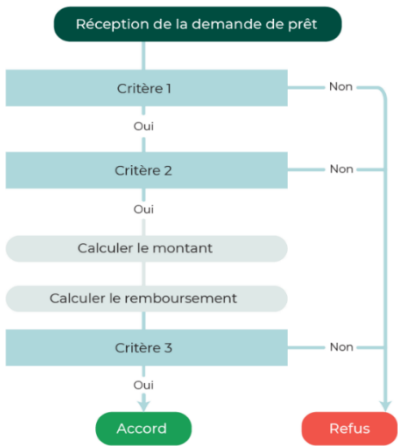 Réception de la demande de prêt
Critère 1
Non
Oui
Critère 2
Non
Oui
Calculer le montant
Calculer le remboursement
Critère 3
Non
Oui
Accord
Refus